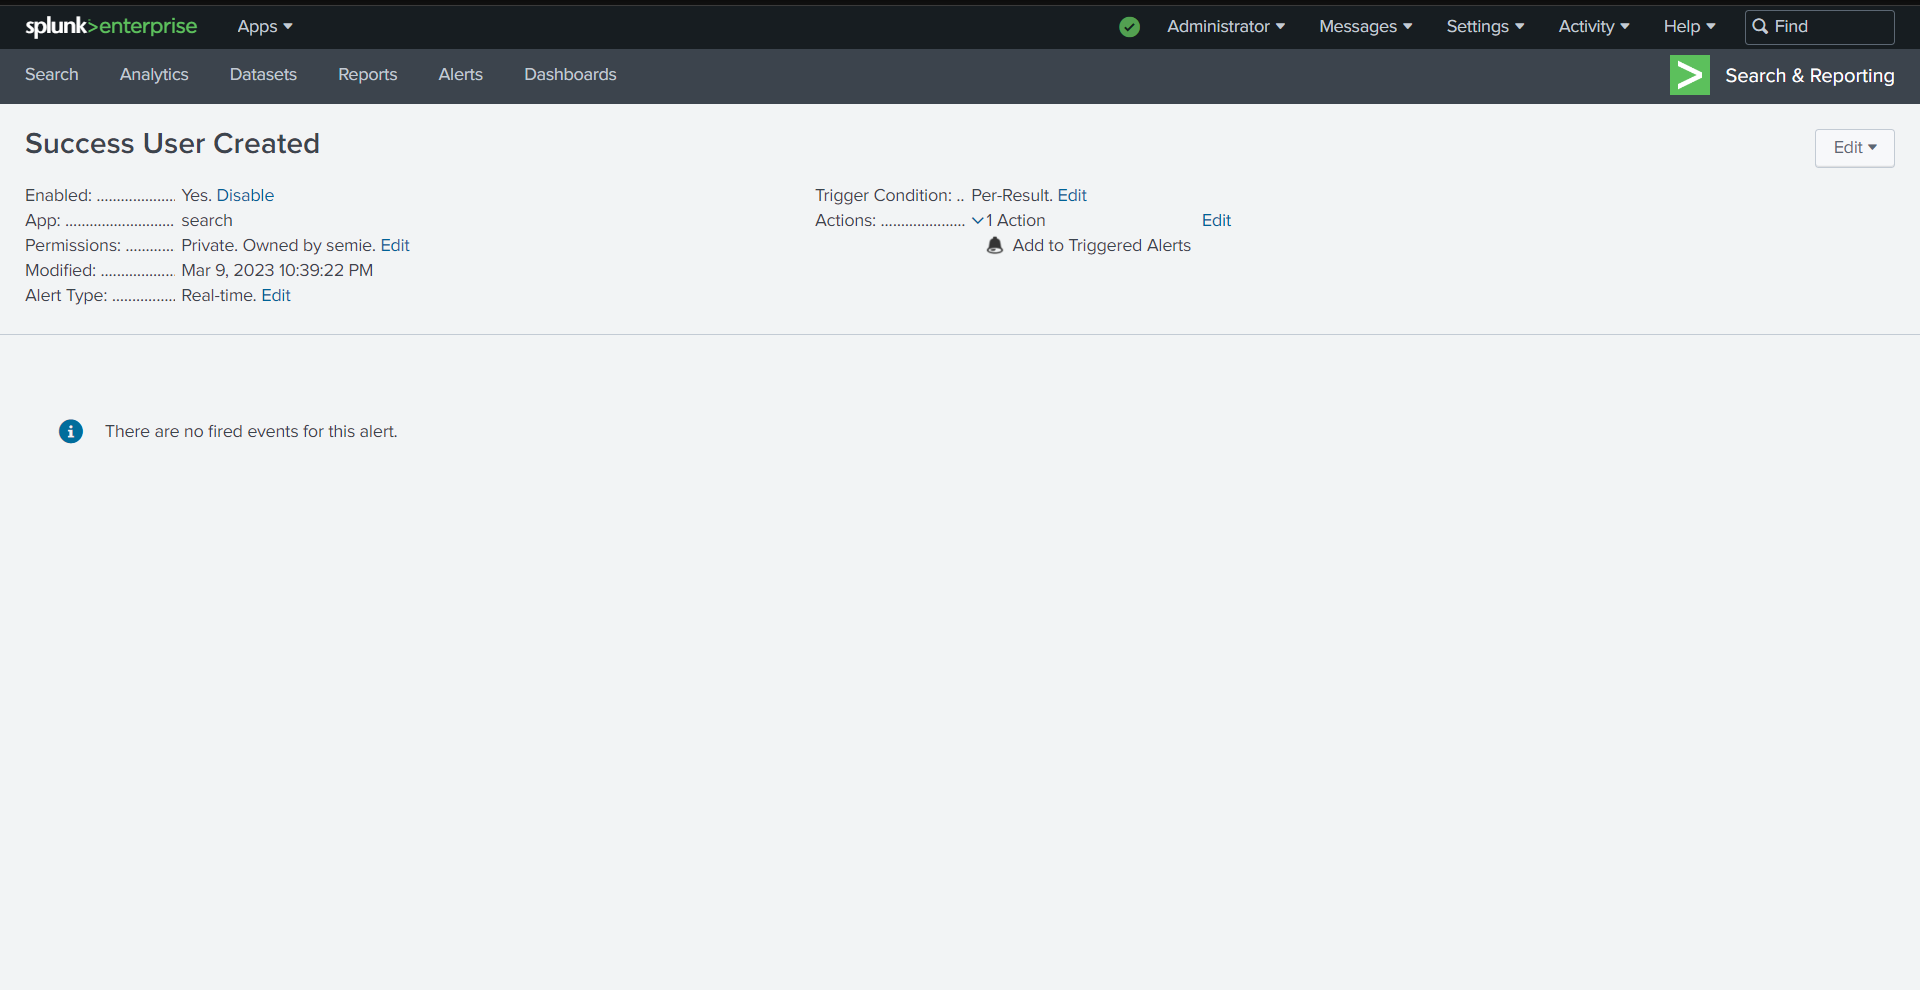 splunk>enterprise Apps Administrator Messages Settings Activity Help Find
Search Analytics Datasets Reports Alerts Dashboards Search & Reporting
Success User Created
Edit
Enabled: ................... Yes. Disable
App: .......................... search
Permissions: ............ Private. Owned by semie. Edit
Modified: .................. Mar 9, 2023 10:39:22 PM
Alert Type: ............... Real-time. Edit
Trigger Condition: .. Per-Result. Edit
Actions: ..................... 1 Action Edit
Add to Triggered Alerts
There are no fired events for this alert.